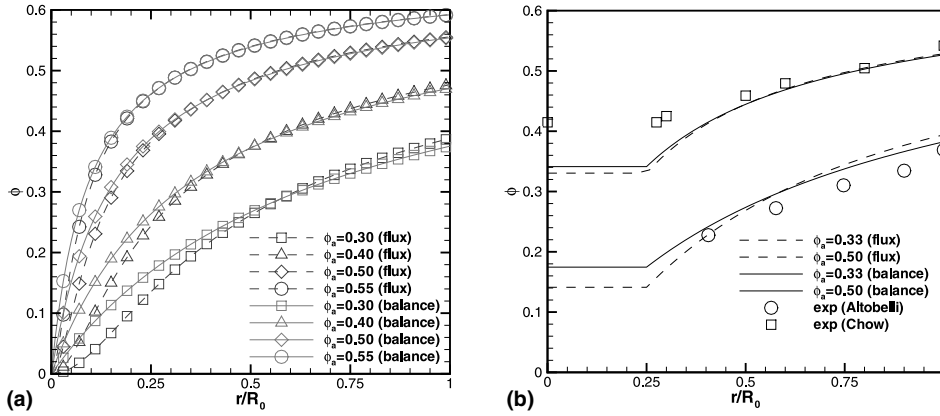 0.6
0.5
0.4
0.3
0.2
0.1
0
ϕ
ϕa=0.30 (flux)
ϕa=0.40 (flux)
ϕa=0.50 (flux)
ϕa=0.55 (flux)
ϕa=0.30 (balance)
ϕa=0.40 (balance)
ϕa=0.50 (balance)
ϕa=0.55 (balance)
0 0.25 0.5 0.75 1
r/R0
(a)
0.6
0.5
0.4
0.3
0.2
0.1
0
ϕ
ϕa=0.33 (flux)
ϕa=0.50 (flux)
ϕa=0.33 (balance)
ϕa=0.50 (balance)
exp (Altobelli)
exp (Chow)
0 0.25 0.5 0.75
r/R0
(b)